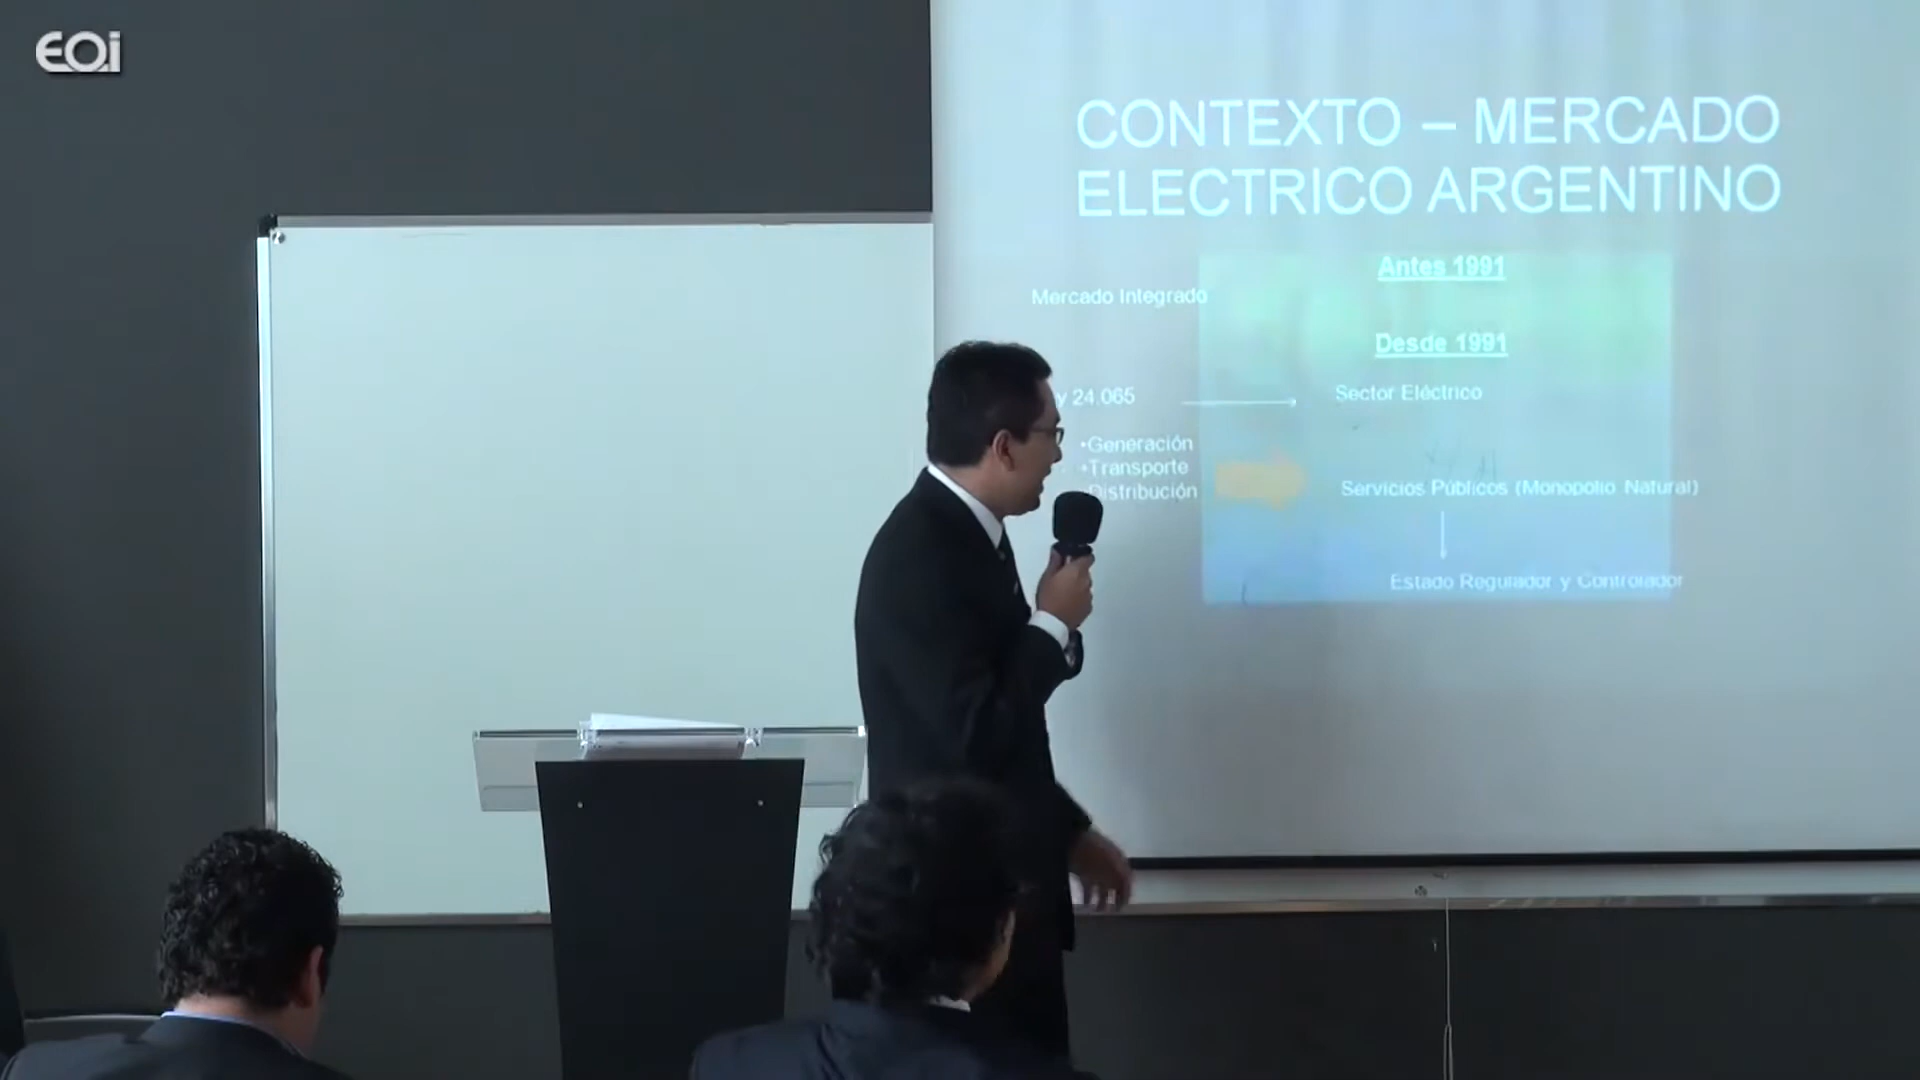 EOi
CONTEXTO – MERCADO
ELECTRICO ARGENTINO
Antes 1991
Mercado Integrado
Desde 1991
y 24.065
Sector Eléctrico
•Generación
•Transporte
Distribución
Servicios Públicos (Monopolio Natural)
Estado Regulador y Controlador